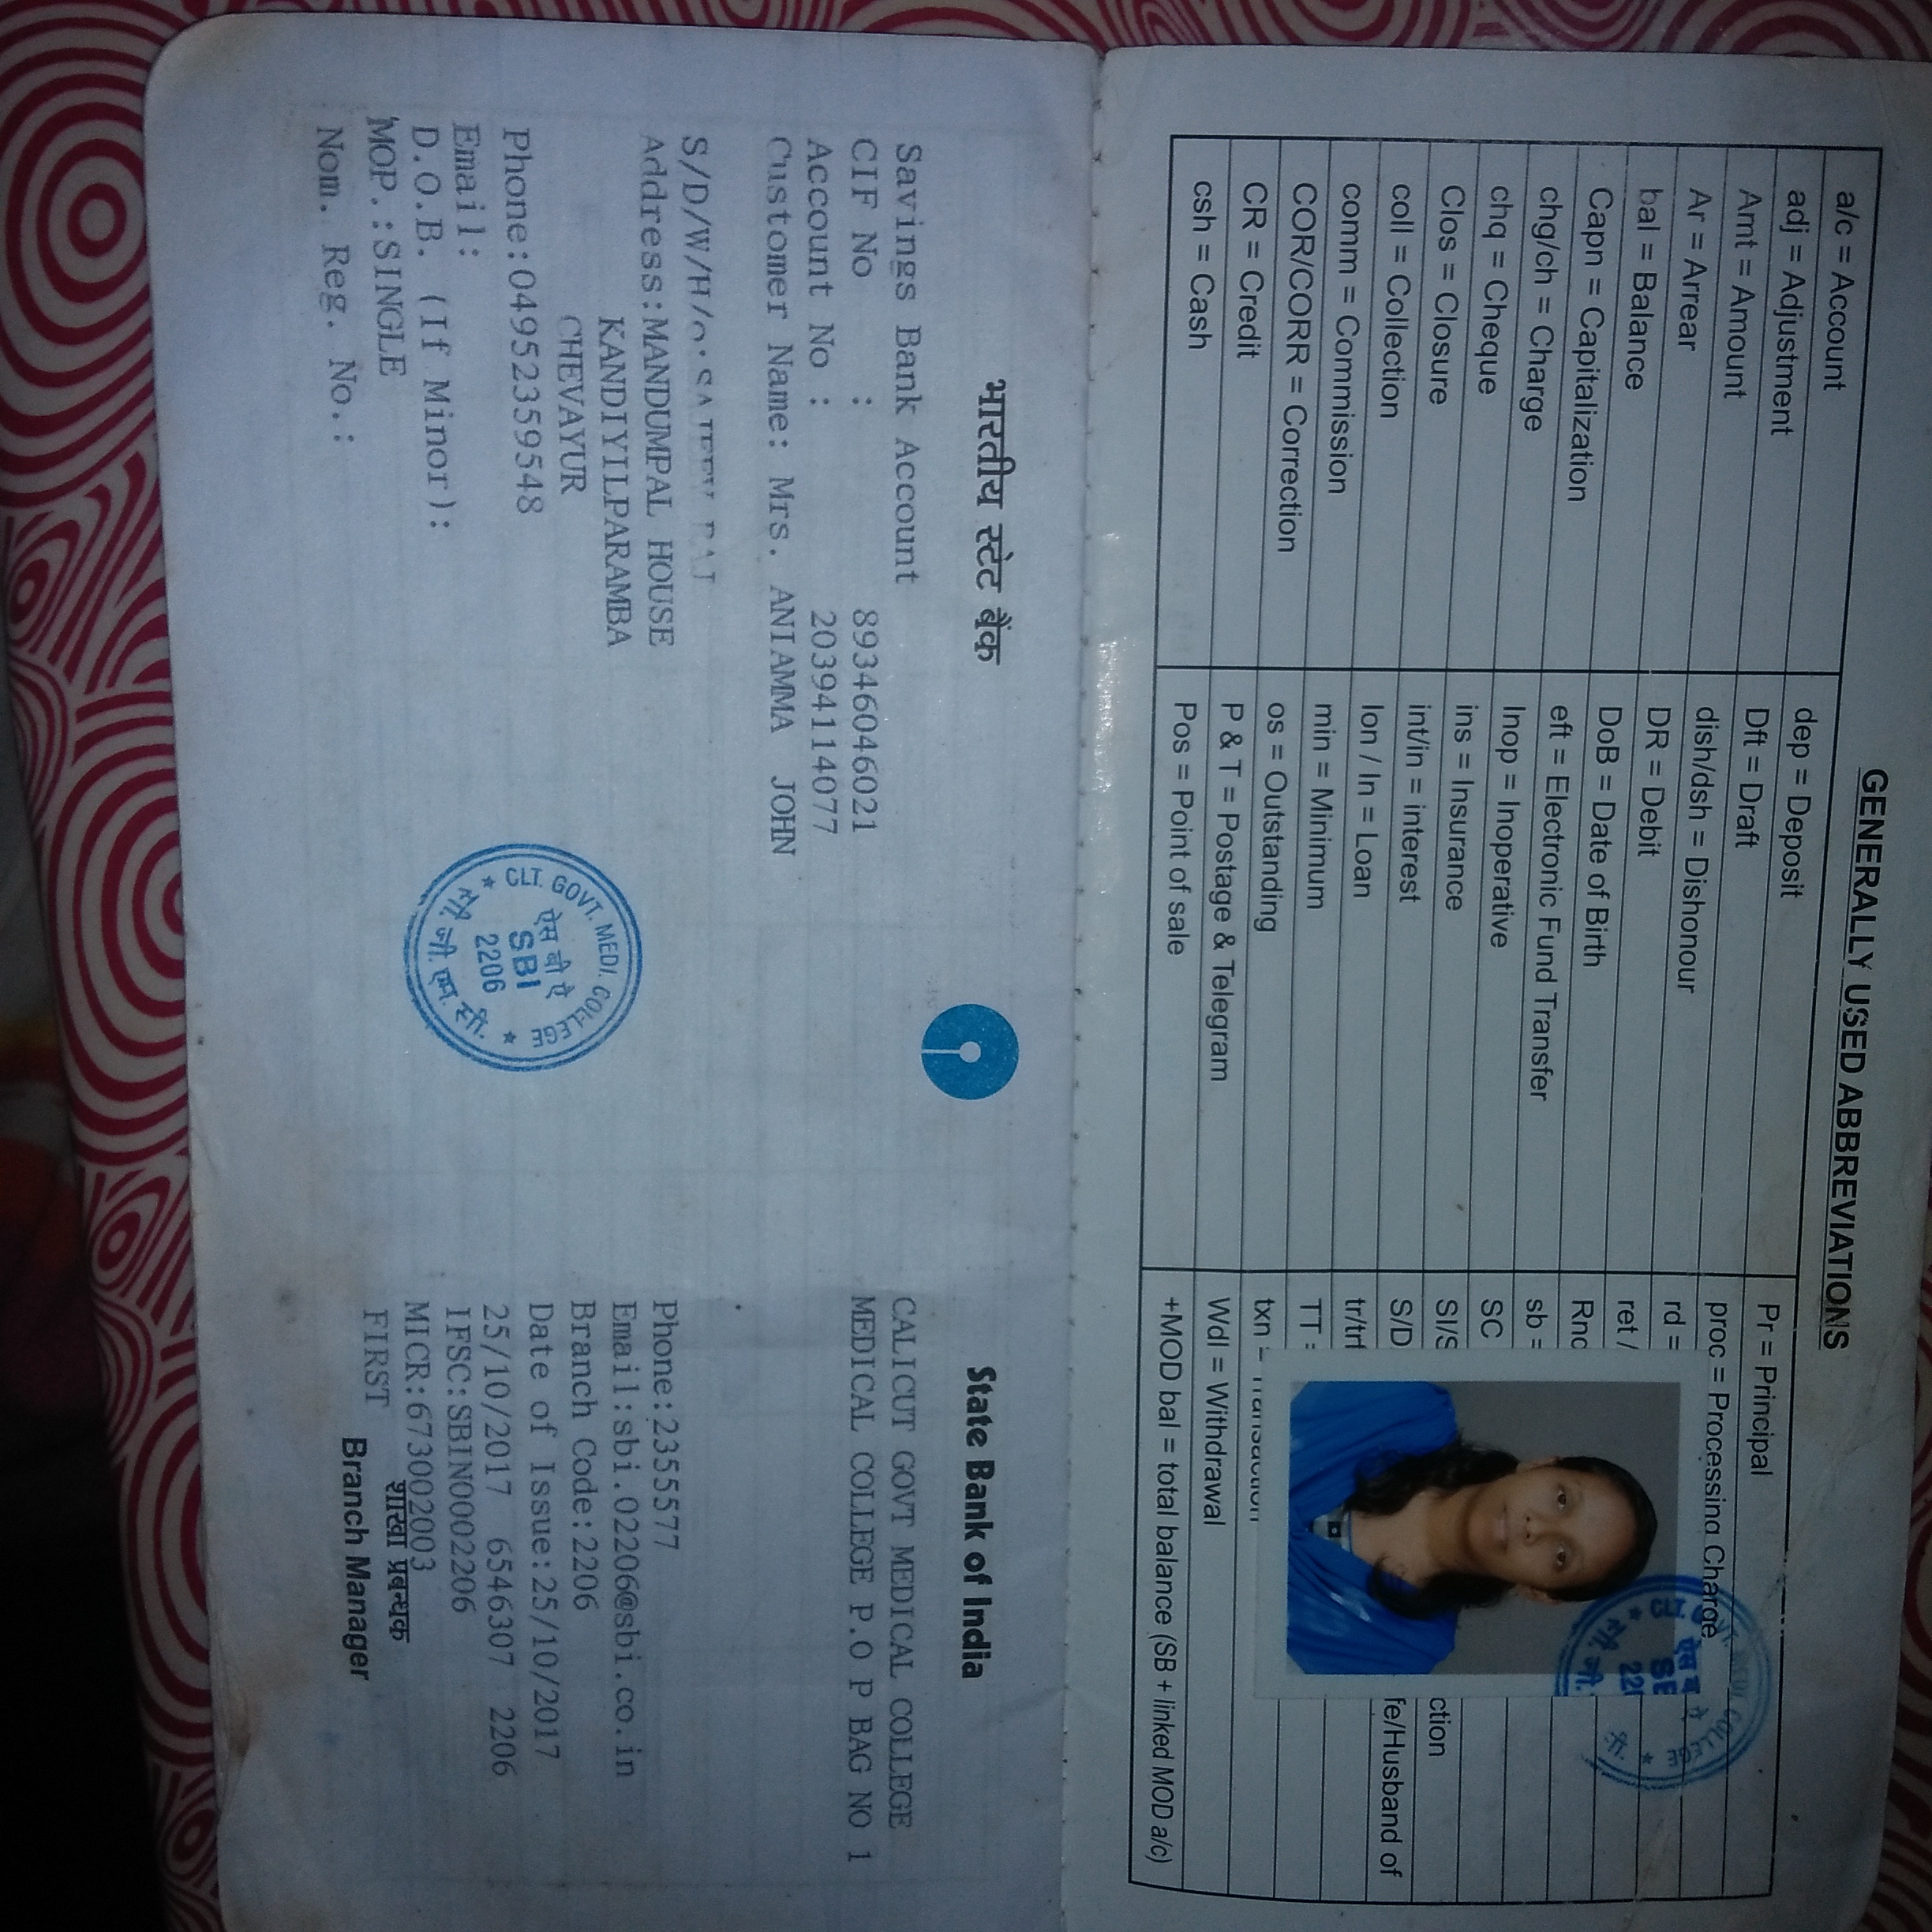 GENERALLY USED ABBREVIATIONS
a/c = Account
adj = Adjustment
Amt = Amount
Ar = Arrear
bal = Balance
Capn = Capitalization
chg/ch = Charge
chq = Cheque
Clos = Closure
coll = Collection
comm = Commission
COR/CORR = Correction
CR = Credit
csh = Cash
dep = Deposit
Dft = Draft
dish/dsh = Dishonour
DR = Debit
DoB = Date of Birth
eft = Electronic Fund Transfer
Inop = Inoperative
ins = Insurance
int/in = interest
lon / ln = Loan
min = Minimum
os = Outstanding
P & T = Postage & Telegram
Pos = Point of sale
Pr = Principal
proc = Processing Charge
rd =
ret /
sb =
SC
S/D fe/Husband of
TT =
txn = Transaction
Wdl = Withdrawal
+MOD bal = total balance (SB + linked MOD a/c)
भारतीय स्टेट बैंक
State Bank of India
Savings Bank Account
CIF No : 89346046021
Account No : 20394114077
Customer Name: Mrs. ANIAMMA JOHN
S/D/W/H/o:
Address:MANDUMPAL HOUSE
KANDIYILPARAMBA
CHEVAYUR
Phone:04952359548
Email:
D.O.B. (If Minor):
MOP.:SINGLE
Nom. Reg. No.:
CLT. GOVT. MEDI. COLLEGE
एस बी ऐ
SBI
2206
सी. जी. एम. सी.
CALICUT GOVT MEDICAL COLLEGE
MEDICAL COLLEGE P.O P BAG NO 1
Phone:2355577
Email:sbi.02206@sbi.co.in
Branch Code:2206
Date of Issue:25/10/2017
25/10/2017 6546307 2206
IFSC:SBIN0002206
MICR:673002003
FIRST
शाखा प्रबन्धक
Branch Manager